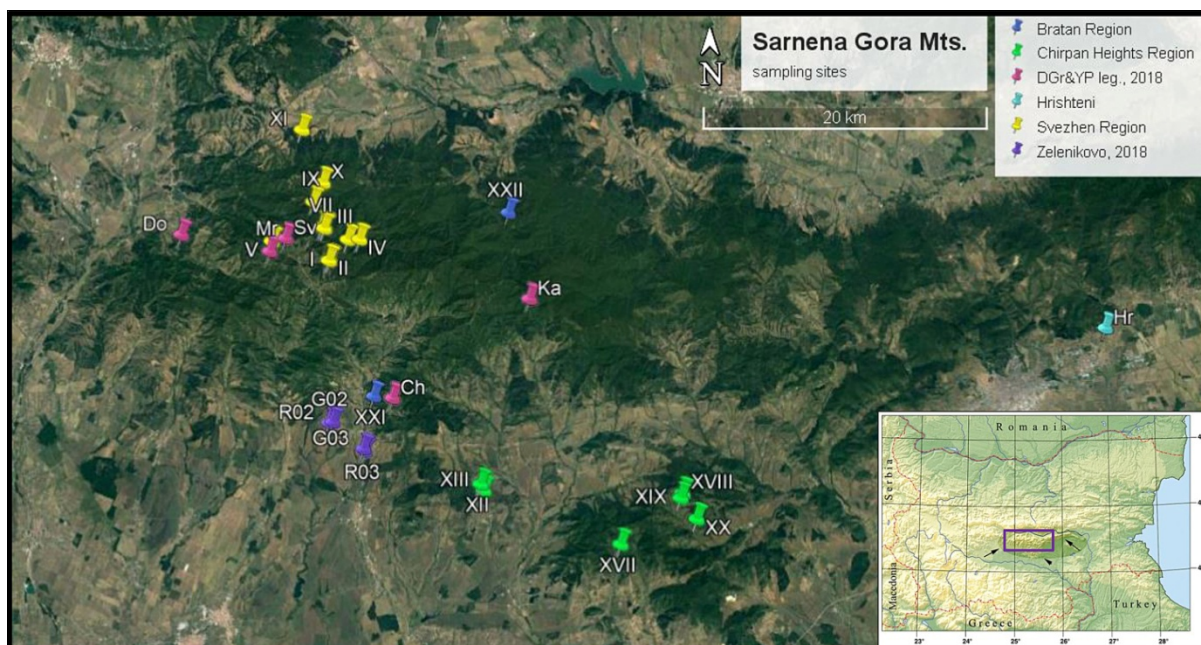 Sarnena Gora Mts.
sampling sites
N
20 km
Bratan Region
Chirpan Heights Region
DGr&YP leg., 2018
Hrishteni
Svezhen Region
Zelenikovo, 2018
XI
IX
X
VII
XXII
Do
Mr
Sv
III
V
I
II
IV
Ka
Hr
Ch
G02
R02
XXI
G03
R03
XIII
XII
XVIII
XIX
XX
XVII
Romania
Serbia
Macedonia
Greece
Turkey
23° 24° 25° 26° 27° 28°